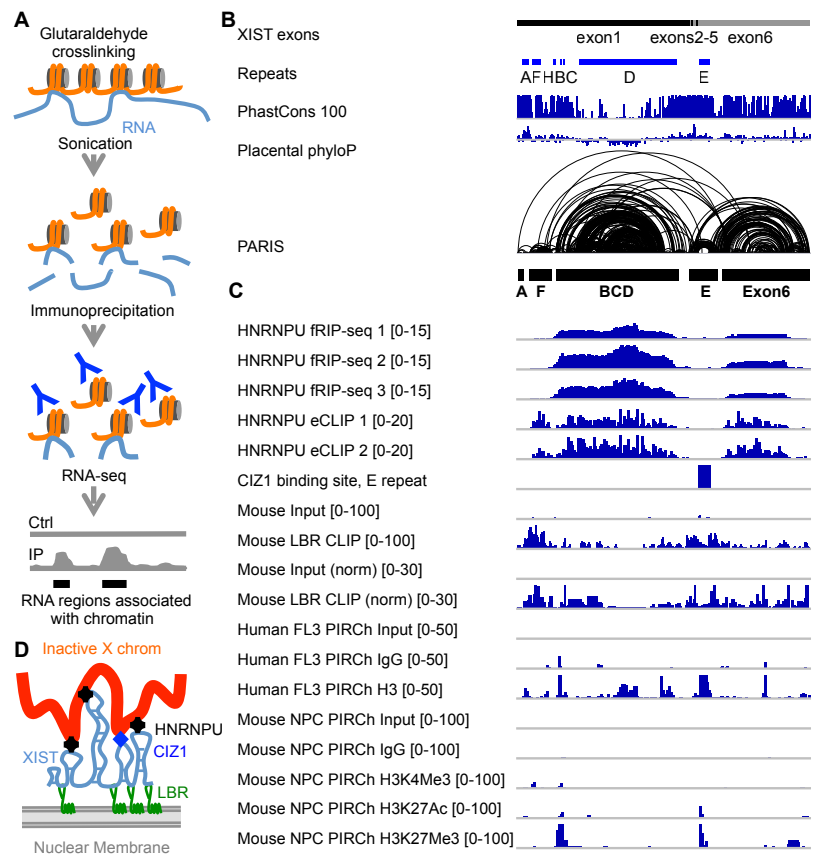 A
Glutaraldehyde
crosslinking
RNA
Sonication
Immunoprecipitation
RNA-seq
Ctrl
IP
RNA regions associated
with chromatin
B
XIST exons
exon1 exons2-5 exon6
Repeats
A F H B C D E
PhastCons 100
Placental phyloP
PARIS
A F BCD E Exon6
C
HNRNPU fRIP-seq 1 [0-15]
HNRNPU fRIP-seq 2 [0-15]
HNRNPU fRIP-seq 3 [0-15]
HNRNPU eCLIP 1 [0-20]
HNRNPU eCLIP 2 [0-20]
CIZ1 binding site, E repeat
Mouse Input [0-100]
Mouse LBR CLIP [0-100]
Mouse Input (norm) [0-30]
Mouse LBR CLIP (norm) [0-30]
Human FL3 PIRCh Input [0-50]
Human FL3 PIRCh IgG [0-50]
Human FL3 PIRCh H3 [0-50]
Mouse NPC PIRCh Input [0-100]
Mouse NPC PIRCh IgG [0-100]
Mouse NPC PIRCh H3K4Me3 [0-100]
Mouse NPC PIRCh H3K27Ac [0-100]
Mouse NPC PIRCh H3K27Me3 [0-100]
D
Inactive X chrom
HNRNPU
CIZ1
XIST
LBR
Nuclear Membrane